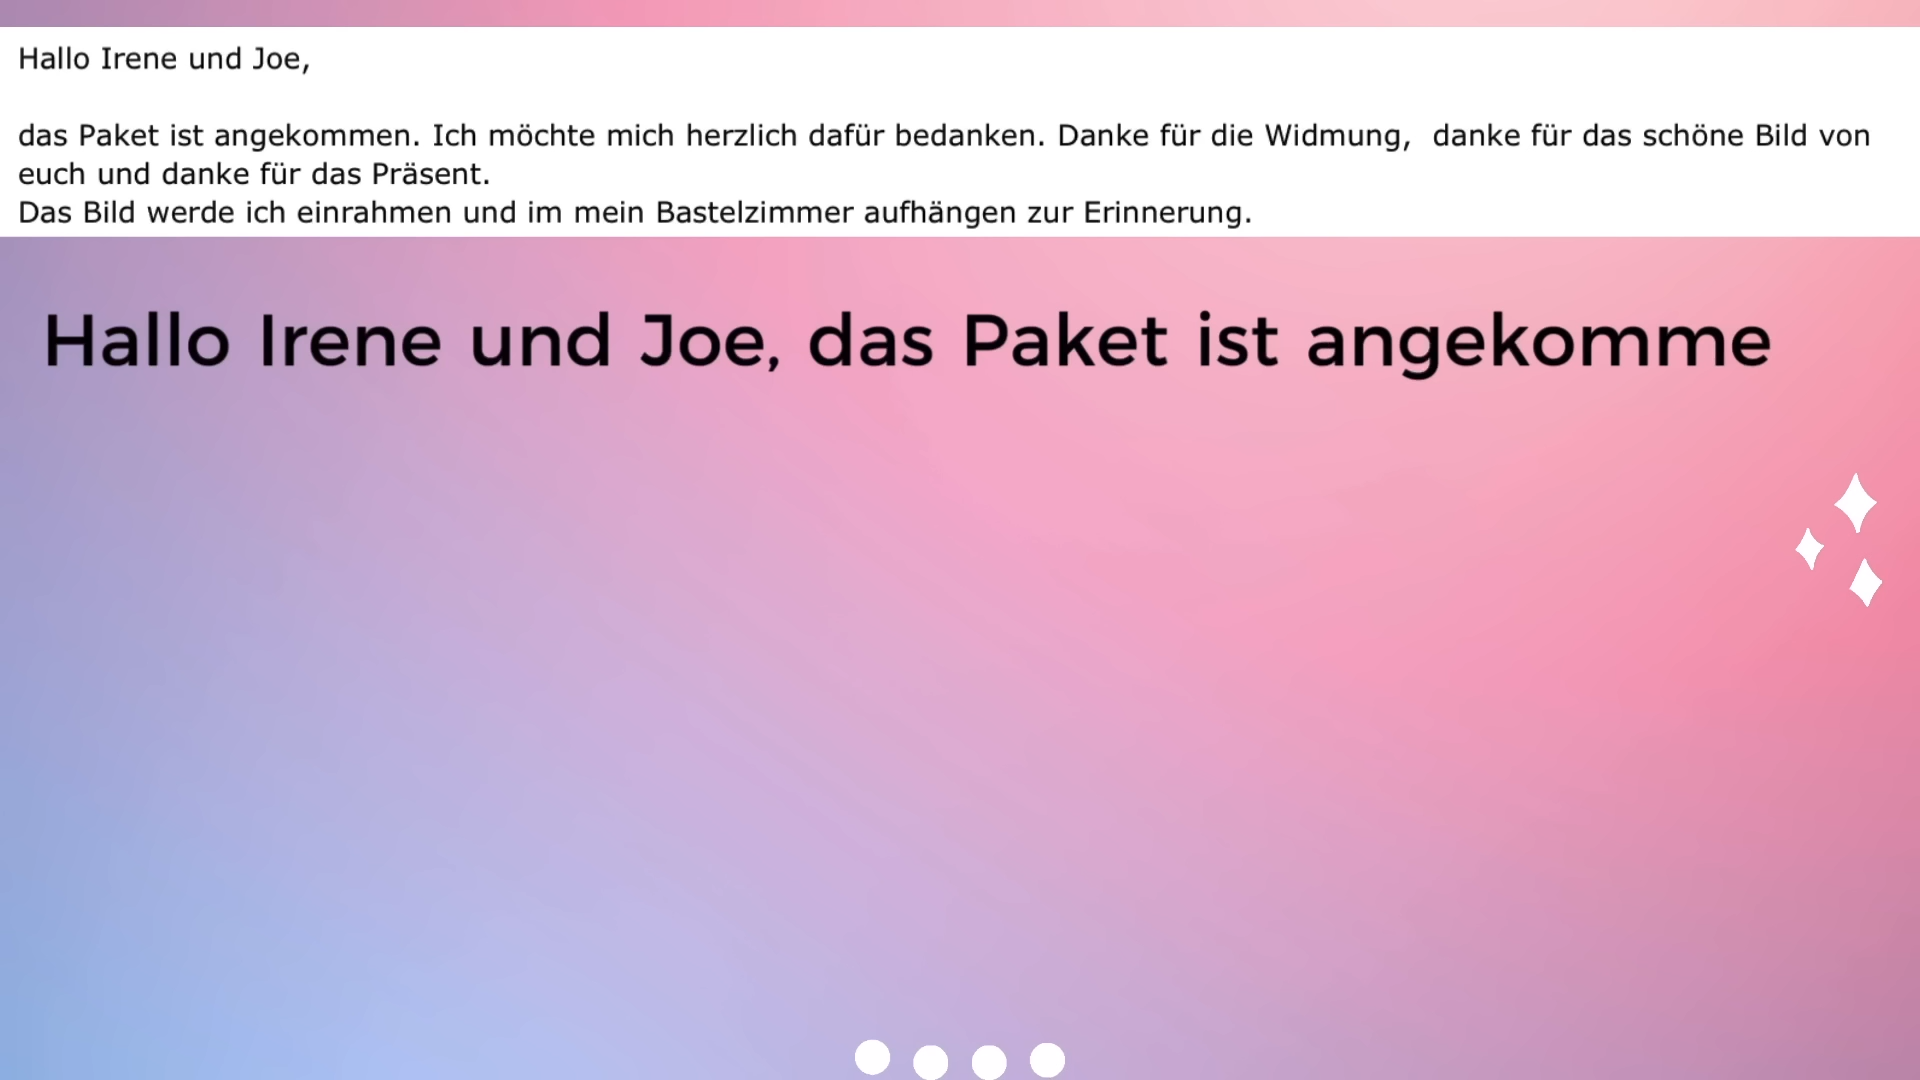 Hallo Irene und Joe,
das Paket ist angekommen. Ich möchte mich herzlich dafür bedanken. Danke für die Widmung,  danke für das schöne Bild von
euch und danke für das Präsent.
Das Bild werde ich einrahmen und im mein Bastelzimmer aufhängen zur Erinnerung.
Hallo Irene und Joe, das Paket ist angekomme